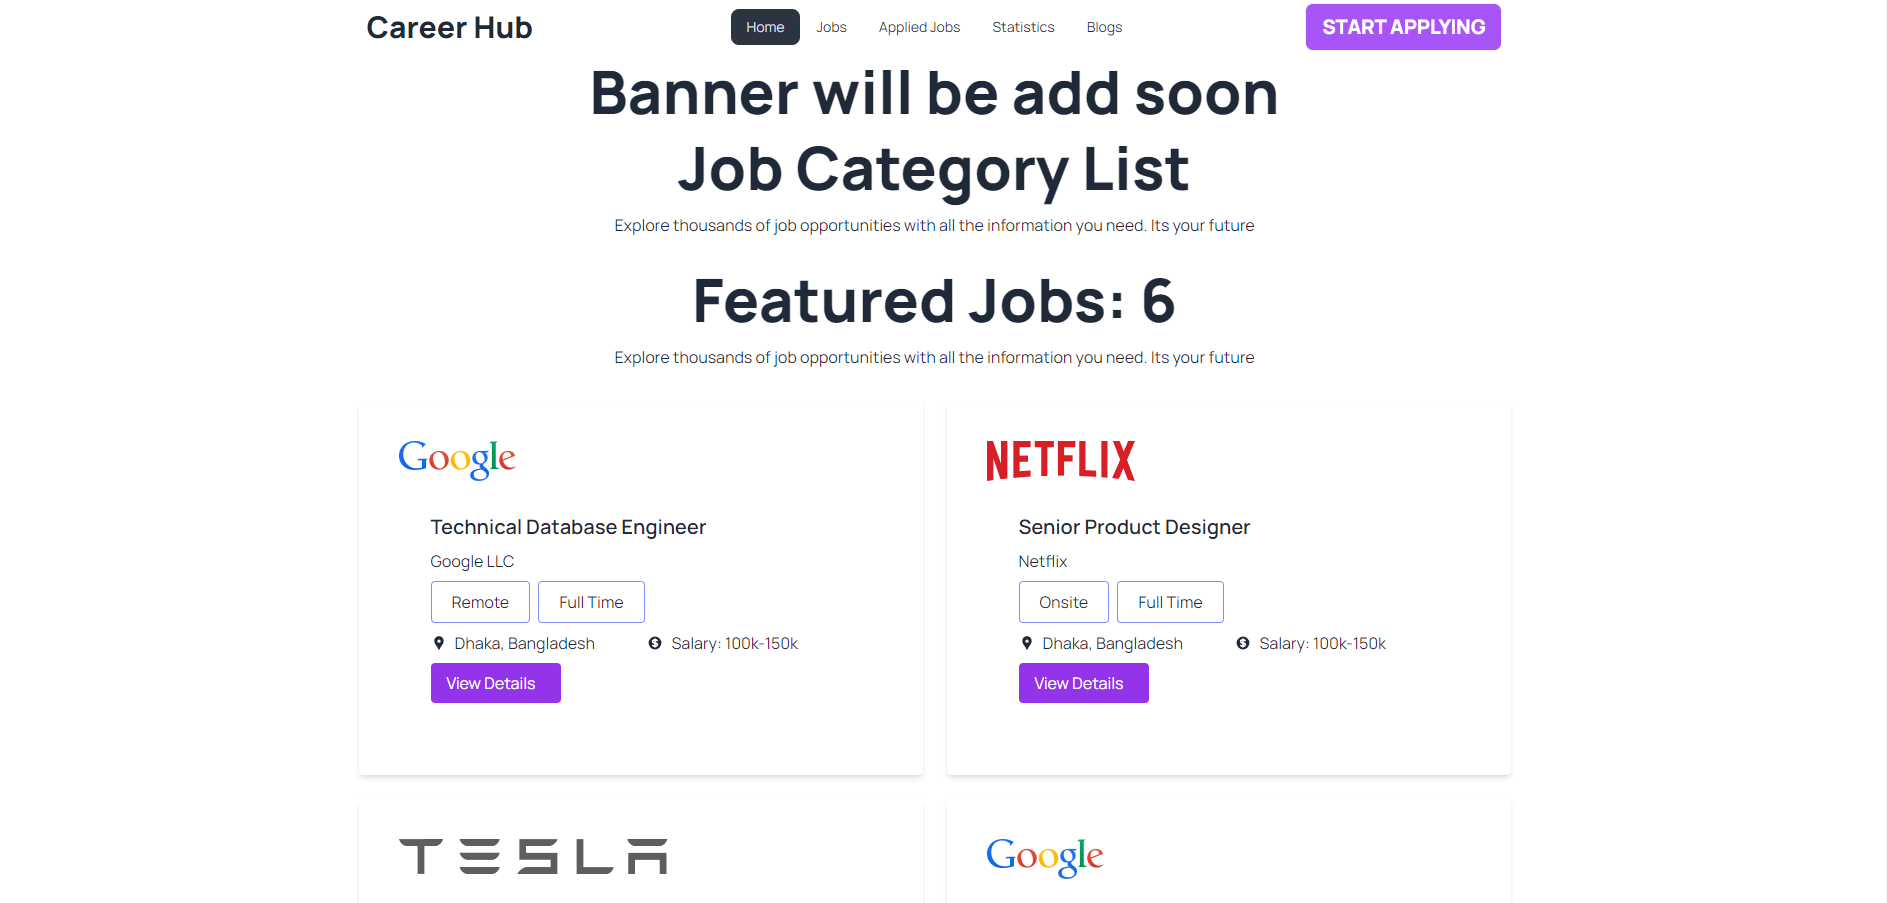 Career Hub
Home Jobs Applied Jobs Statistics Blogs
START APPLYING
Banner will be add soon
Job Category List
Explore thousands of job opportunities with all the information you need. Its your future
Featured Jobs: 6
Explore thousands of job opportunities with all the information you need. Its your future
Google
Technical Database Engineer
Google LLC
Remote Full Time
Dhaka, Bangladesh Salary: 100k-150k
View Details
NETFLIX
Senior Product Designer
Netflix
Onsite Full Time
Dhaka, Bangladesh Salary: 100k-150k
View Details
TESLA
Google